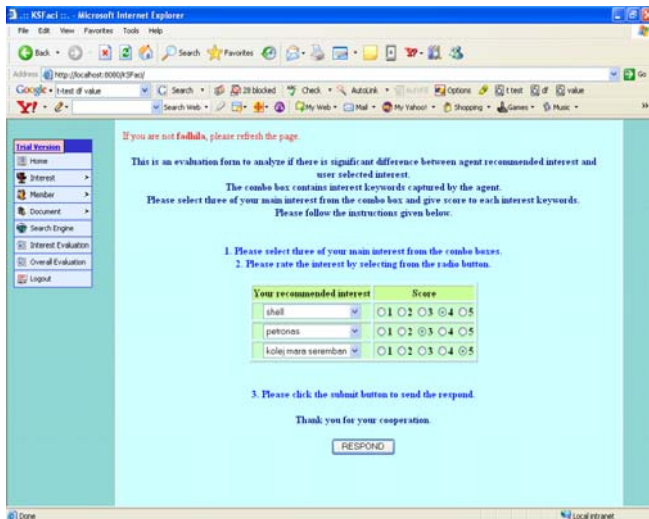 .:: KSFaci ::. - Microsoft Internet Explorer
File Edit View Favorites Tools Help
Back Search Favorites
Address http://localhost:8080/KSFaci/ Go
Google t-test df value Search 28 blocked Check AutoLink Options t test df value
Y! Search Web My Web Mail My Yahoo! Shopping Games Music
If you are not fadhila, please refresh the page.
Trial Version
Home
Interest
Member
Document
Search Engine
Interest Evaluation
Overall Evaluation
Logout
This is an evaluation form to analyze if there is significant difference between agent recommended interest and
user selected interest.
The combo box contains interest keywords captured by the agent.
Please select three of your main interest from the combo box and give score to each interest keywords.
Please follow the instructions given below.
1. Please select three of your main interest from the combo boxes.
2. Please rate the interest by selecting from the radio button.
Your recommended interest Score
shell 1 2 3 4 5
petronas 1 2 3 4 5
kolej mara seremban 1 2 3 4 5
3. Please click the submit button to send the respond.
Thank you for your cooperation.
RESPOND
Done Local intranet